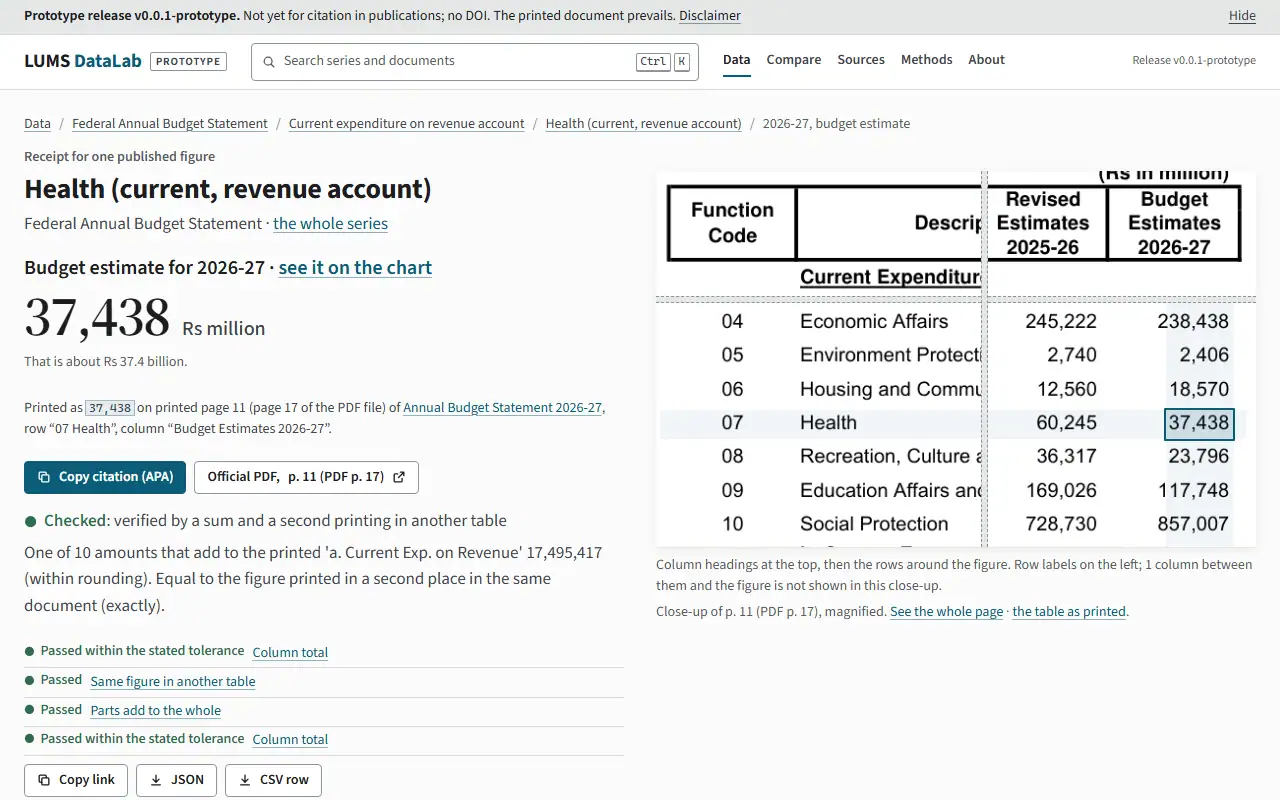 Prototype release v0.0.1-prototype. Not yet for citation in publications; no DOI. The printed document prevails. Disclaimer
Hide
LUMS DataLab PROTOTYPE
Search series and documents Ctrl K
Data Compare Sources Methods About
Release v0.0.1-prototype
Data / Federal Annual Budget Statement / Current expenditure on revenue account / Health (current, revenue account) / 2026-27, budget estimate
Receipt for one published figure
Health (current, revenue account)
Federal Annual Budget Statement · the whole series
Budget estimate for 2026-27 · see it on the chart
37,438 Rs million
That is about Rs 37.4 billion.
Printed as 37,438 on printed page 11 (page 17 of the PDF file) of Annual Budget Statement 2026-27,
row “07 Health”, column “Budget Estimates 2026-27”.
Copy citation (APA)
Official PDF, p. 11 (PDF p. 17)
Checked: verified by a sum and a second printing in another table
One of 10 amounts that add to the printed 'a. Current Exp. on Revenue' 17,495,417
(within rounding). Equal to the figure printed in a second place in the same
document (exactly).
Passed within the stated tolerance Column total
Passed Same figure in another table
Passed Parts add to the whole
Passed within the stated tolerance Column total
Copy link
JSON
CSV row
(Rs in million)
Function Code
Descrip
Revised Estimates 2025-26
Budget Estimates 2026-27
Current Expenditur
04 Economic Affairs 245,222 238,438
05 Environment Protecti 2,740 2,406
06 Housing and Commu 12,560 18,570
07 Health 60,245 37,438
08 Recreation, Culture a 36,317 23,796
09 Education Affairs and 169,026 117,748
10 Social Protection 728,730 857,007
Column headings at the top, then the rows around the figure. Row labels on the left; 1 column between
them and the figure is not shown in this close-up.
Close-up of p. 11 (PDF p. 17), magnified. See the whole page · the table as printed.